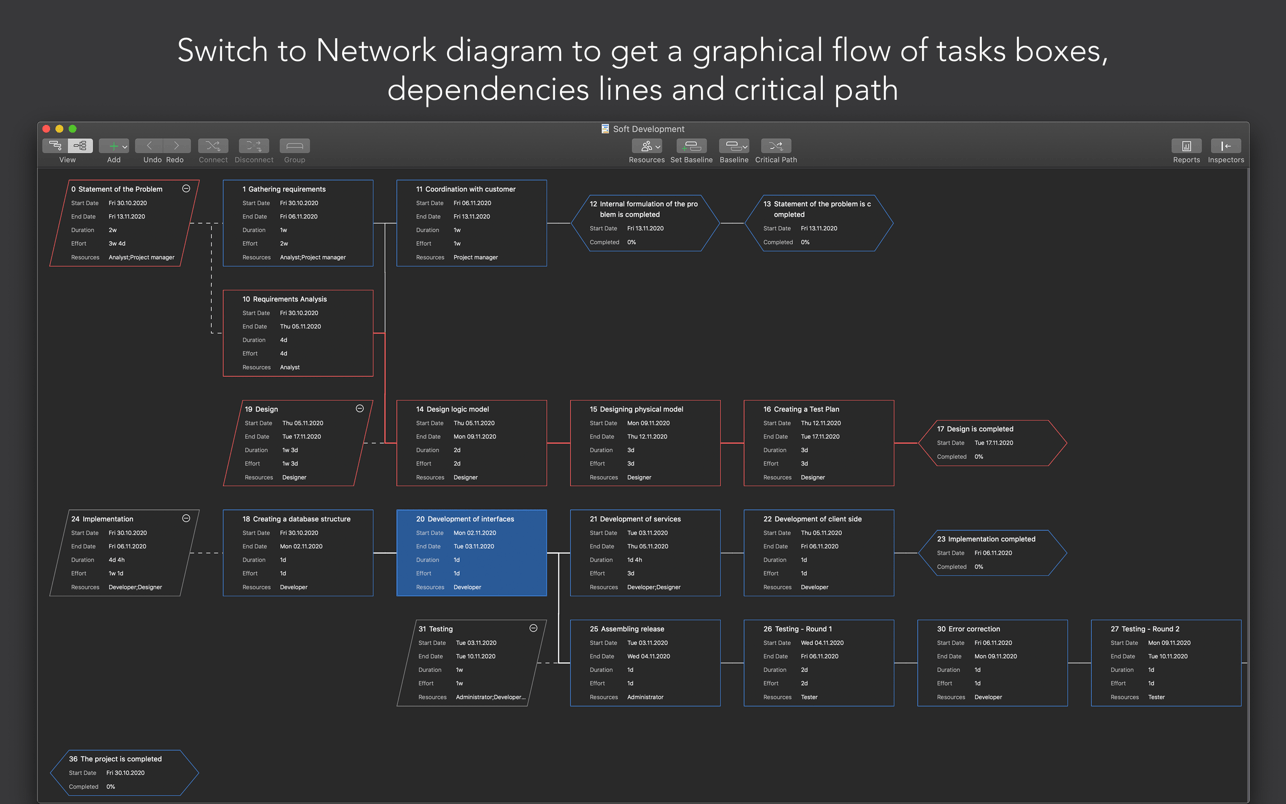 Switch to Network diagram to get a graphical flow of tasks boxes,
dependencies lines and critical path
Soft Development
View
Add
Undo Redo
Connect
Disconnect
Group
Resources
Set Baseline
Baseline
Critical Path
Reports
Inspectors
0 Statement of the Problem
Start Date Fri 30.10.2020
End Date Fri 13.11.2020
Duration 2w
Effort 3w 4d
Resources Analyst;Project manager
1 Gathering requirements
Start Date Fri 30.10.2020
End Date Fri 06.11.2020
Duration 1w
Effort 2w
Resources Analyst;Project manager
11 Coordination with customer
Start Date Fri 06.11.2020
End Date Fri 13.11.2020
Duration 1w
Effort 1w
Resources Project manager
12 Internal formulation of the pro
blem is completed
Start Date Fri 13.11.2020
Completed 0%
13 Statement of the problem is c
ompleted
Start Date Fri 13.11.2020
Completed 0%
10 Requirements Analysis
Start Date Fri 30.10.2020
End Date Thu 05.11.2020
Duration 4d
Effort 4d
Resources Analyst
19 Design
Start Date Thu 05.11.2020
End Date Tue 17.11.2020
Duration 1w 3d
Effort 1w 3d
Resources Designer
14 Design logic model
Start Date Thu 05.11.2020
End Date Mon 09.11.2020
Duration 2d
Effort 2d
Resources Designer
15 Designing physical model
Start Date Mon 09.11.2020
End Date Thu 12.11.2020
Duration 3d
Effort 3d
Resources Designer
16 Creating a Test Plan
Start Date Thu 12.11.2020
End Date Tue 17.11.2020
Duration 3d
Effort 3d
Resources Designer
17 Design is completed
Start Date Tue 17.11.2020
Completed 0%
24 Implementation
Start Date Fri 30.10.2020
End Date Fri 06.11.2020
Duration 4d 4h
Effort 1w 1d
Resources Developer;Designer
18 Creating a database structure
Start Date Fri 30.10.2020
End Date Mon 02.11.2020
Duration 1d
Effort 1d
Resources Developer
20 Development of interfaces
Start Date Mon 02.11.2020
End Date Tue 03.11.2020
Duration 1d
Effort 1d
Resources Developer
21 Development of services
Start Date Tue 03.11.2020
End Date Thu 05.11.2020
Duration 1d 4h
Effort 3d
Resources Developer;Designer
22 Development of client side
Start Date Thu 05.11.2020
End Date Fri 06.11.2020
Duration 1d
Effort 1d
Resources Developer
23 Implementation completed
Start Date Fri 06.11.2020
Completed 0%
31 Testing
Start Date Tue 03.11.2020
End Date Tue 10.11.2020
Duration 1w
Effort 1w
Resources Administrator;Developer...
25 Assembling release
Start Date Tue 03.11.2020
End Date Wed 04.11.2020
Duration 1d
Effort 1d
Resources Administrator
26 Testing - Round 1
Start Date Wed 04.11.2020
End Date Fri 06.11.2020
Duration 2d
Effort 2d
Resources Tester
30 Error correction
Start Date Fri 06.11.2020
End Date Mon 09.11.2020
Duration 1d
Effort 1d
Resources Developer
27 Testing - Round 2
Start Date Mon 09.11.2020
End Date Tue 10.11.2020
Duration 1d
Effort 1d
Resources Tester
36 The project is completed
Start Date Fri 30.10.2020
Completed 0%